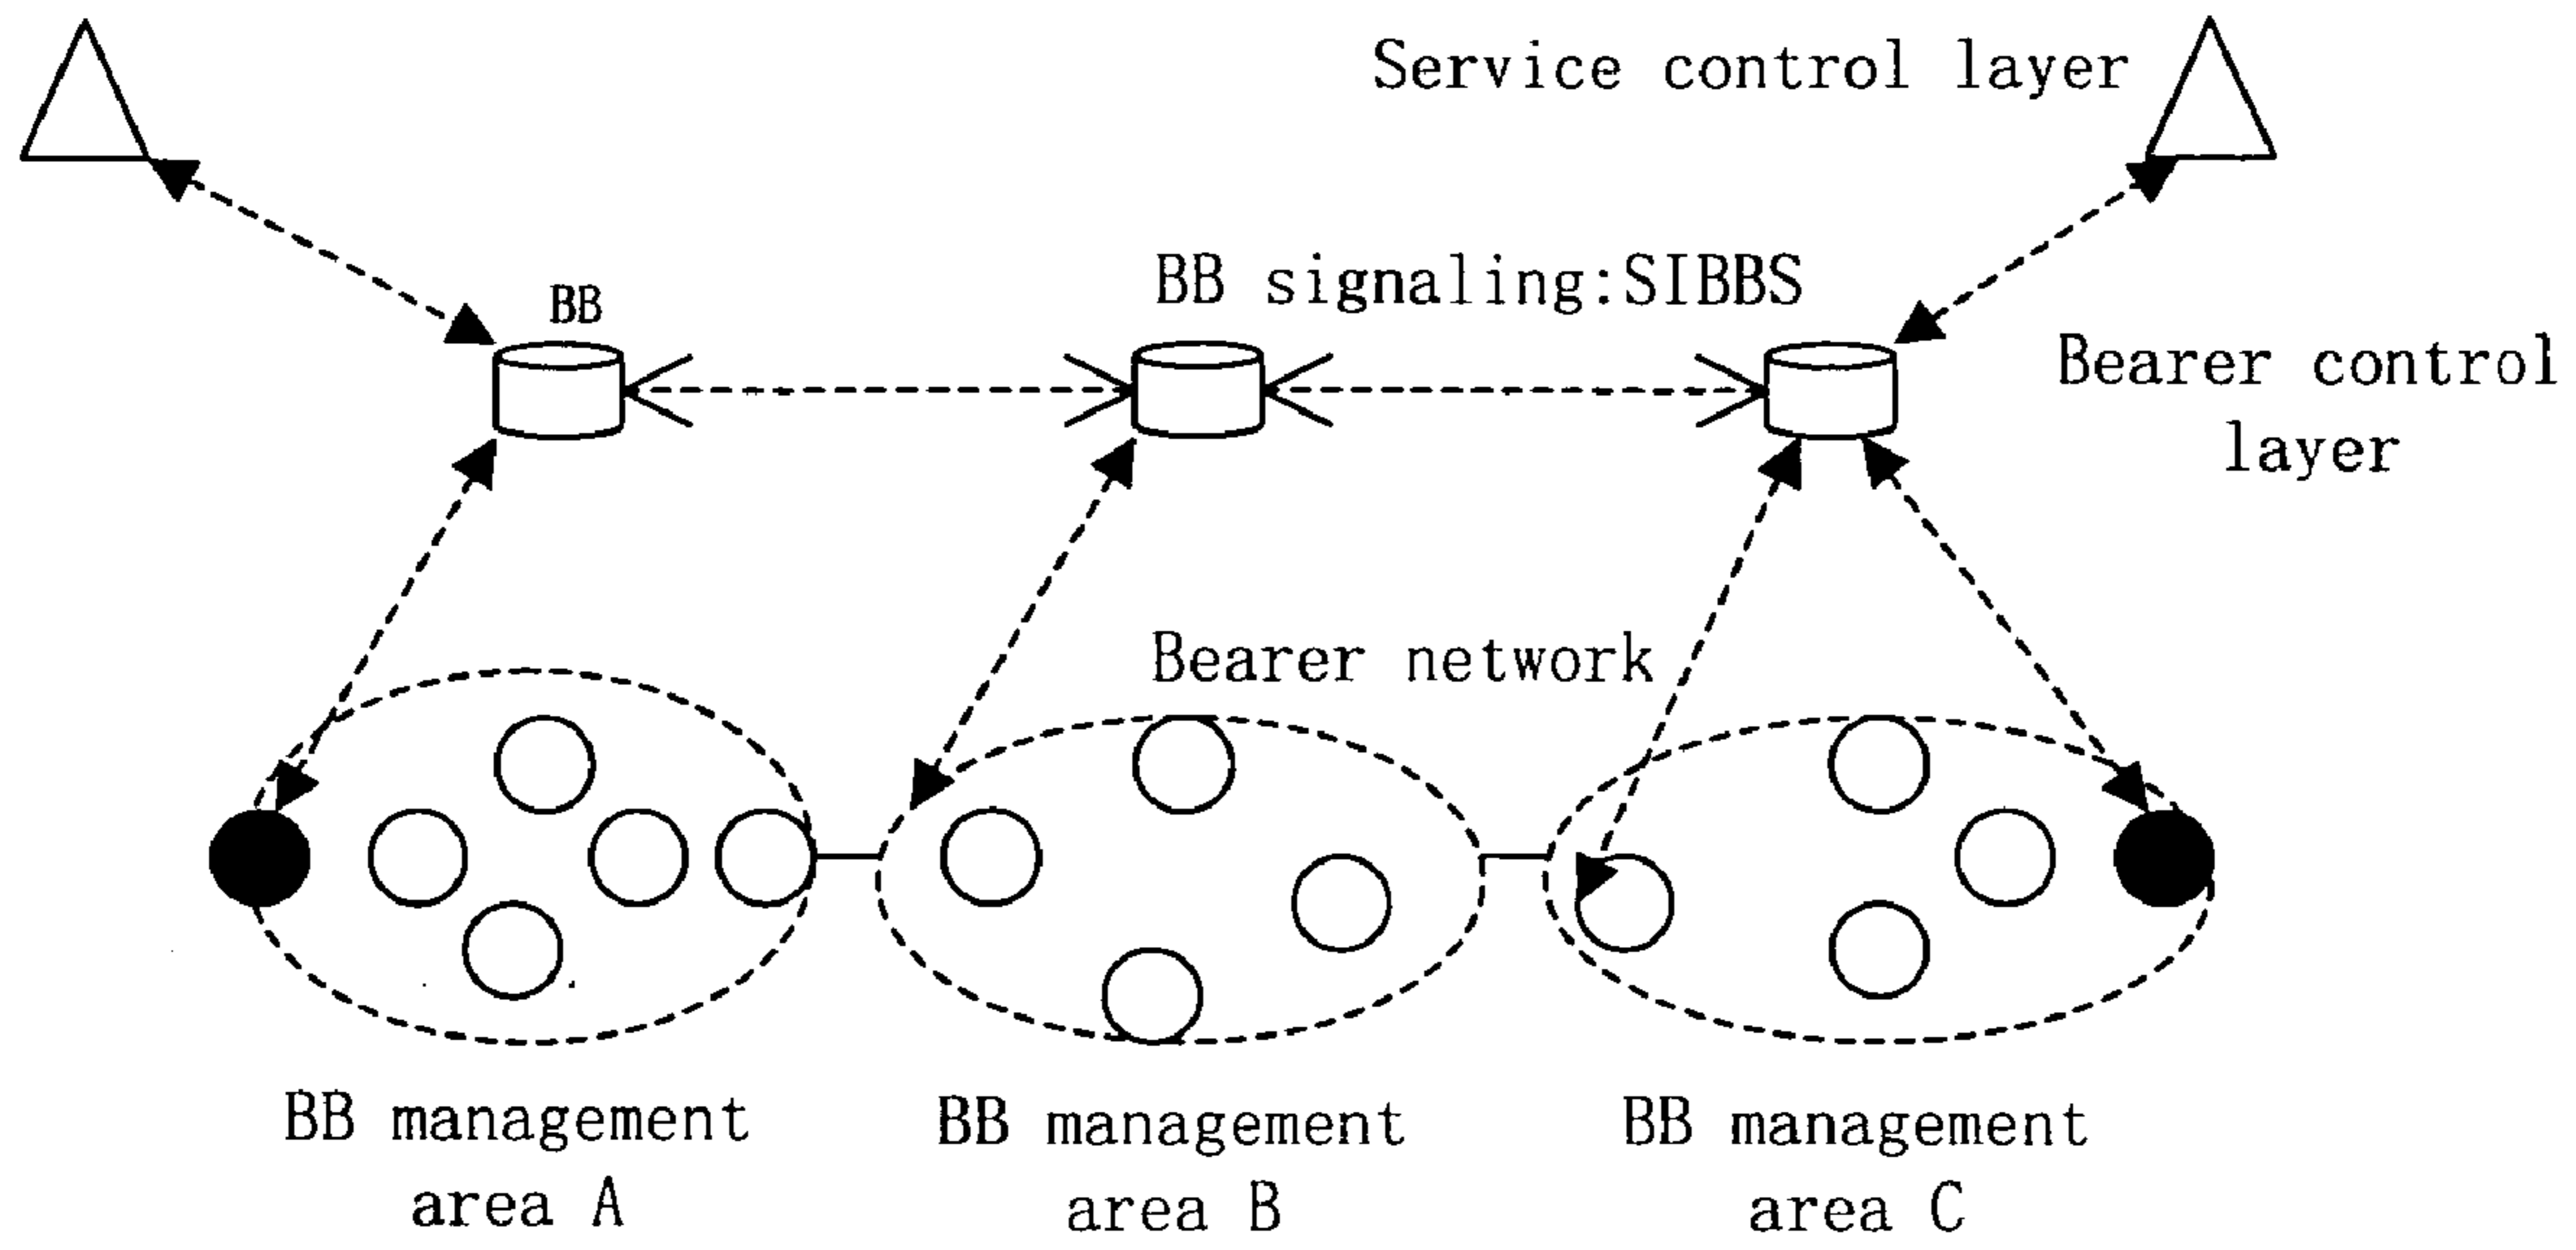 Service control layer
BB signaling:SIBBS
BB
Bearer control
layer
Bearer network
BB management
area A
BB management
area B
BB management
area C